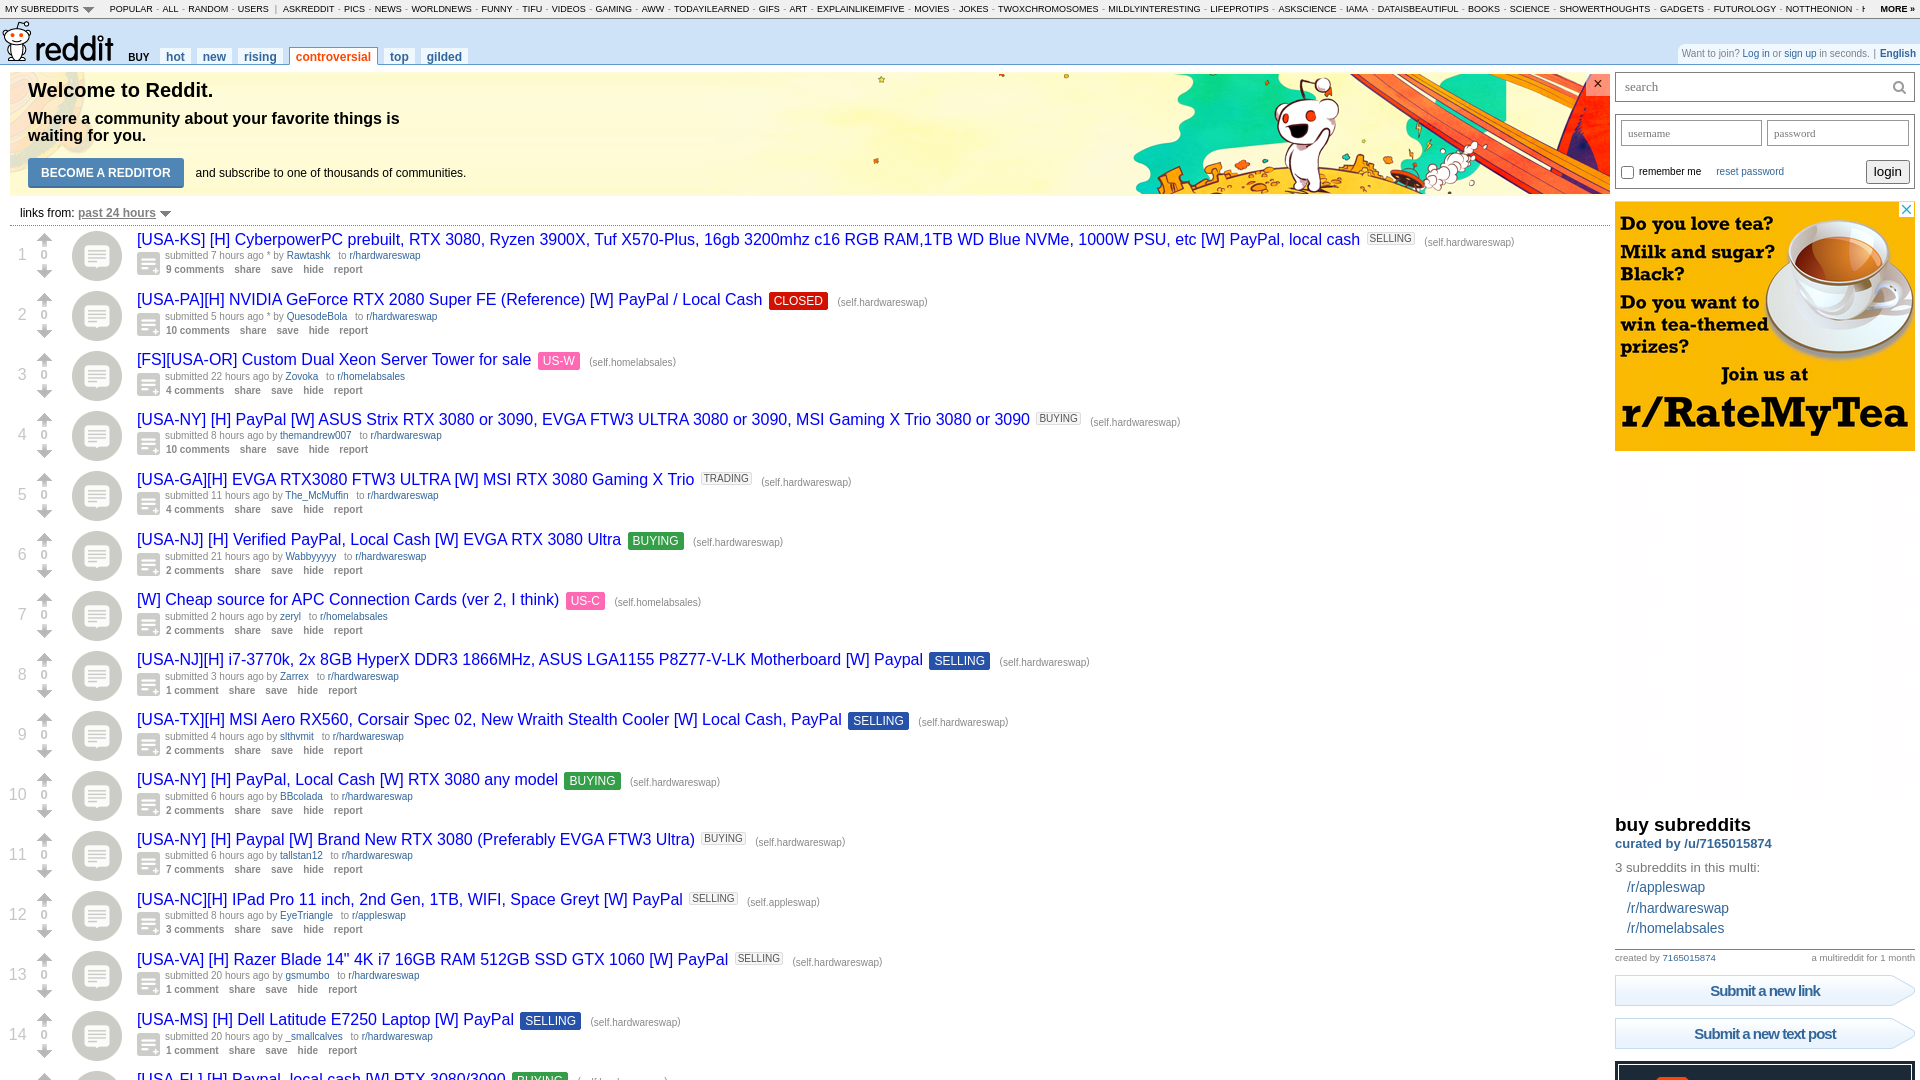 MY SUBREDDITS POPULAR - ALL - RANDOM - USERS | ASKREDDIT - PICS - NEWS - WORLDNEWS - FUNNY - TIFU - VIDEOS - GAMING - AWW - TODAYILEARNED - GIFS - ART - EXPLAINLIKEIMFIVE - MOVIES - JOKES - TWOXCHROMOSOMES - MILDLYINTERESTING - LIFEPROTIPS - ASKSCIENCE - IAMA - DATAISBEAUTIFUL - BOOKS - SCIENCE - SHOWERTHOUGHTS - GADGETS - FUTUROLOGY - NOTTHEONION - MORE »
reddit BUY hot new rising controversial top gilded
Want to join? Log in or sign up in seconds. | English
Welcome to Reddit.
Where a community about your favorite things is
waiting for you.
BECOME A REDDITOR and subscribe to one of thousands of communities.
×
links from: past 24 hours
1 0 [USA-KS] [H] CyberpowerPC prebuilt, RTX 3080, Ryzen 3900X, Tuf X570-Plus, 16gb 3200mhz c16 RGB RAM,1TB WD Blue NVMe, 1000W PSU, etc [W] PayPal, local cash SELLING (self.hardwareswap)
submitted 7 hours ago * by Rawtashk to r/hardwareswap
9 comments share save hide report
2 0 [USA-PA][H] NVIDIA GeForce RTX 2080 Super FE (Reference) [W] PayPal / Local Cash CLOSED (self.hardwareswap)
submitted 5 hours ago * by QuesodeBola to r/hardwareswap
10 comments share save hide report
3 0 [FS][USA-OR] Custom Dual Xeon Server Tower for sale US-W (self.homelabsales)
submitted 22 hours ago by Zovoka to r/homelabsales
4 comments share save hide report
4 0 [USA-NY] [H] PayPal [W] ASUS Strix RTX 3080 or 3090, EVGA FTW3 ULTRA 3080 or 3090, MSI Gaming X Trio 3080 or 3090 BUYING (self.hardwareswap)
submitted 8 hours ago by themandrew007 to r/hardwareswap
10 comments share save hide report
5 0 [USA-GA][H] EVGA RTX3080 FTW3 ULTRA [W] MSI RTX 3080 Gaming X Trio TRADING (self.hardwareswap)
submitted 11 hours ago by The_McMuffin to r/hardwareswap
4 comments share save hide report
6 0 [USA-NJ] [H] Verified PayPal, Local Cash [W] EVGA RTX 3080 Ultra BUYING (self.hardwareswap)
submitted 21 hours ago by Wabbyyyyy to r/hardwareswap
2 comments share save hide report
7 0 [W] Cheap source for APC Connection Cards (ver 2, I think) US-C (self.homelabsales)
submitted 2 hours ago by zeryl to r/homelabsales
2 comments share save hide report
8 0 [USA-NJ][H] i7-3770k, 2x 8GB HyperX DDR3 1866MHz, ASUS LGA1155 P8Z77-V-LK Motherboard [W] Paypal SELLING (self.hardwareswap)
submitted 3 hours ago by Zarrex to r/hardwareswap
1 comment share save hide report
9 0 [USA-TX][H] MSI Aero RX560, Corsair Spec 02, New Wraith Stealth Cooler [W] Local Cash, PayPal SELLING (self.hardwareswap)
submitted 4 hours ago by slthvmit to r/hardwareswap
2 comments share save hide report
10 0 [USA-NY] [H] PayPal, Local Cash [W] RTX 3080 any model BUYING (self.hardwareswap)
submitted 6 hours ago by BBcolada to r/hardwareswap
2 comments share save hide report
11 0 [USA-NY] [H] Paypal [W] Brand New RTX 3080 (Preferably EVGA FTW3 Ultra) BUYING (self.hardwareswap)
submitted 6 hours ago by tallstan12 to r/hardwareswap
7 comments share save hide report
12 0 [USA-NC][H] IPad Pro 11 inch, 2nd Gen, 1TB, WIFI, Space Greyt [W] PayPal SELLING (self.appleswap)
submitted 8 hours ago by EyeTriangle to r/appleswap
3 comments share save hide report
13 0 [USA-VA] [H] Razer Blade 14" 4K i7 16GB RAM 512GB SSD GTX 1060 [W] PayPal SELLING (self.hardwareswap)
submitted 20 hours ago by gsmumbo to r/hardwareswap
1 comment share save hide report
14 0 [USA-MS] [H] Dell Latitude E7250 Laptop [W] PayPal SELLING (self.hardwareswap)
submitted 20 hours ago by _smallcalves to r/hardwareswap
1 comment share save hide report
[USA-FL] [H] Paypal, local cash [W] RTX 3080/3090 BUYING
search
username password
remember me reset password login
Do you love tea?
Milk and sugar?
Black?
Do you want to
win tea-themed
prizes?
Join us at
r/RateMyTea
buy subreddits
curated by /u/7165015874
3 subreddits in this multi:
/r/appleswap
/r/hardwareswap
/r/homelabsales
created by 7165015874 a multireddit for 1 month
Submit a new link
Submit a new text post